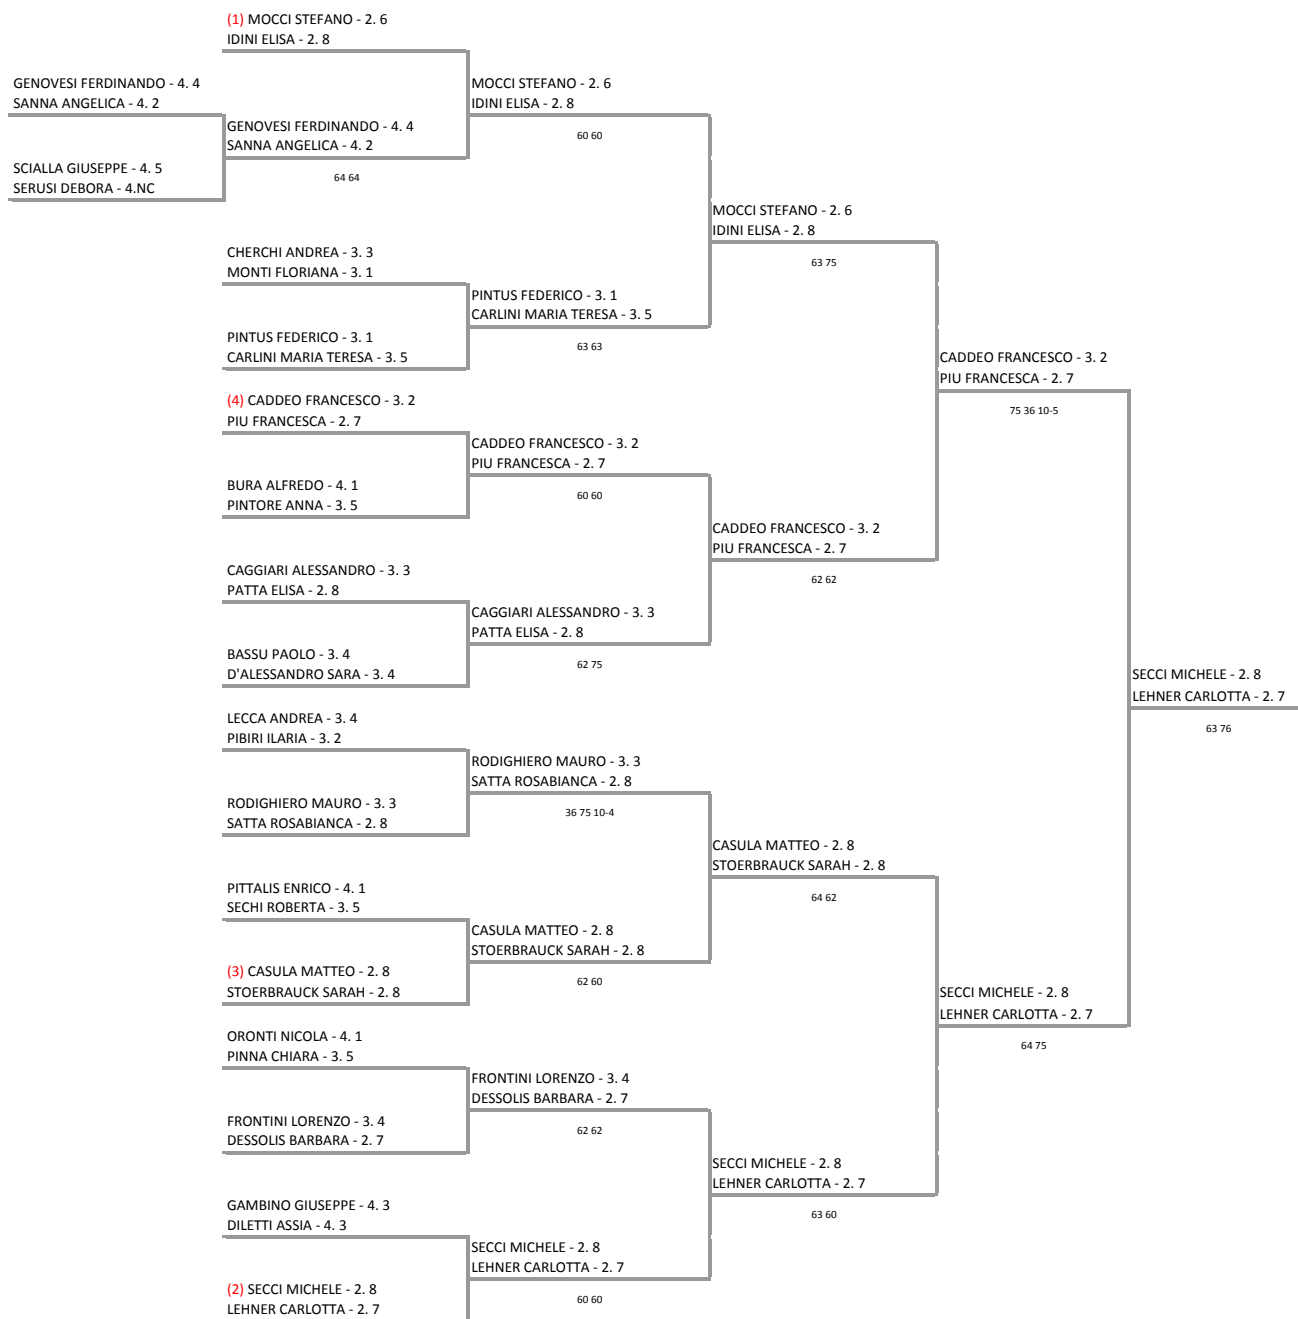 GENOVESI FERDINANDO - 4. 4
SANNA ANGELICA - 4. 2
SCIALLA GIUSEPPE - 4. 5
SERUSI DEBORA - 4.NC
(1) MOCCI STEFANO - 2. 6
IDINI ELISA - 2. 8
GENOVESI FERDINANDO - 4. 4
SANNA ANGELICA - 4. 2
64 64
CHERCHI ANDREA - 3. 3
MONTI FLORIANA - 3. 1
PINTUS FEDERICO - 3. 1
CARLINI MARIA TERESA - 3. 5
(4) CADDEO FRANCESCO - 3. 2
PIU FRANCESCA - 2. 7
BURA ALFREDO - 4. 1
PINTORE ANNA - 3. 5
CAGGIARI ALESSANDRO - 3. 3
PATTA ELISA - 2. 8
BASSU PAOLO - 3. 4
D'ALESSANDRO SARA - 3. 4
LECCA ANDREA - 3. 4
PIBIRI ILARIA - 3. 2
RODIGHIERO MAURO - 3. 3
SATTA ROSABIANCA - 2. 8
PITTALIS ENRICO - 4. 1
SECHI ROBERTA - 3. 5
(3) CASULA MATTEO - 2. 8
STOERBRAUCK SARAH - 2. 8
ORONTI NICOLA - 4. 1
PINNA CHIARA - 3. 5
FRONTINI LORENZO - 3. 4
DESSOLIS BARBARA - 2. 7
GAMBINO GIUSEPPE - 4. 3
DILETTI ASSIA - 4. 3
(2) SECCI MICHELE - 2. 8
LEHNER CARLOTTA - 2. 7
MOCCI STEFANO - 2. 6
IDINI ELISA - 2. 8
60 60
PINTUS FEDERICO - 3. 1
CARLINI MARIA TERESA - 3. 5
63 63
CADDEO FRANCESCO - 3. 2
PIU FRANCESCA - 2. 7
60 60
CAGGIARI ALESSANDRO - 3. 3
PATTA ELISA - 2. 8
62 75
RODIGHIERO MAURO - 3. 3
SATTA ROSABIANCA - 2. 8
36 75 10-4
CASULA MATTEO - 2. 8
STOERBRAUCK SARAH - 2. 8
62 60
FRONTINI LORENZO - 3. 4
DESSOLIS BARBARA - 2. 7
62 62
SECCI MICHELE - 2. 8
LEHNER CARLOTTA - 2. 7
60 60
MOCCI STEFANO - 2. 6
IDINI ELISA - 2. 8
63 75
CADDEO FRANCESCO - 3. 2
PIU FRANCESCA - 2. 7
62 62
CASULA MATTEO - 2. 8
STOERBRAUCK SARAH - 2. 8
64 62
SECCI MICHELE - 2. 8
LEHNER CARLOTTA - 2. 7
63 60
CADDEO FRANCESCO - 3. 2
PIU FRANCESCA - 2. 7
75 36 10-5
SECCI MICHELE - 2. 8
LEHNER CARLOTTA - 2. 7
64 75
SECCI MICHELE - 2. 8
LEHNER CARLOTTA - 2. 7
63 76